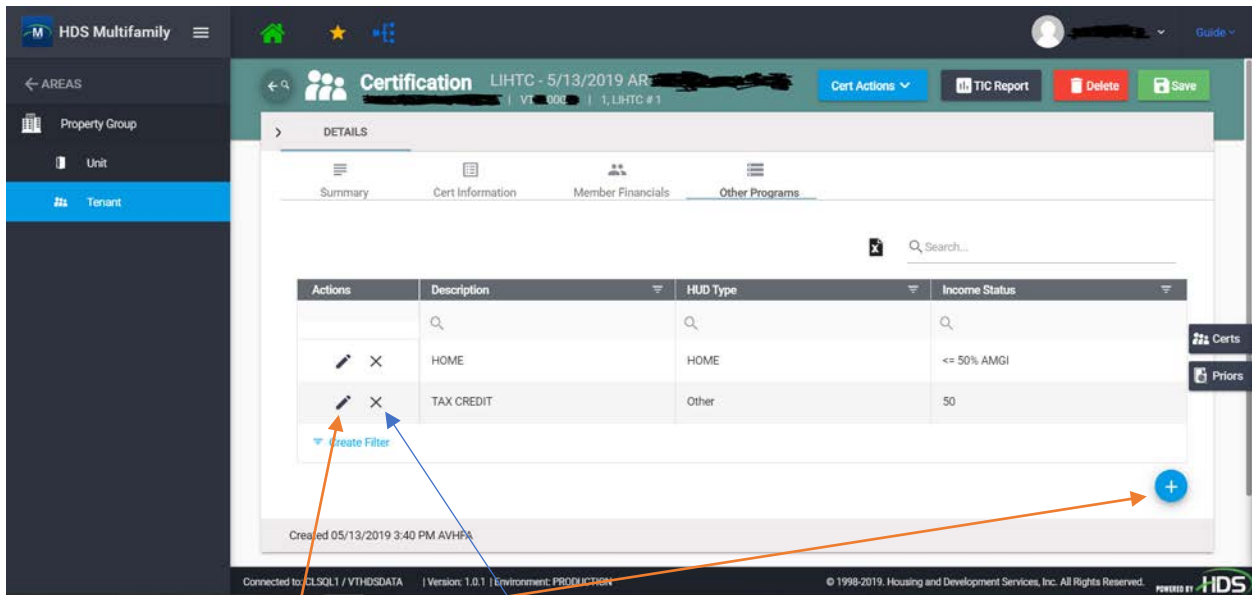 M HDS Multifamily
Guide
AREAS
Certification LIHTC - 5/13/2019 AR
| VT 000 | 1, LIHTC # 1
Cert Actions
TIC Report
Delete
Save
Property Group
Unit
Tenant
DETAILS
Summary
Cert Information
Member Financials
Other Programs
Search...
Actions Description HUD Type Income Status
HOME HOME <= 50% AMGI
TAX CREDIT Other 50
Create Filter
Certs
Priors
Created 05/13/2019 3:40 PM AVHFA
Connected to: CLSQL1 / VTHDSDATA | Version: 1.0.1 | Environment: PRODUCTION © 1998-2019. Housing and Development Services, Inc. All Rights Reserved. POWERED BY HDS